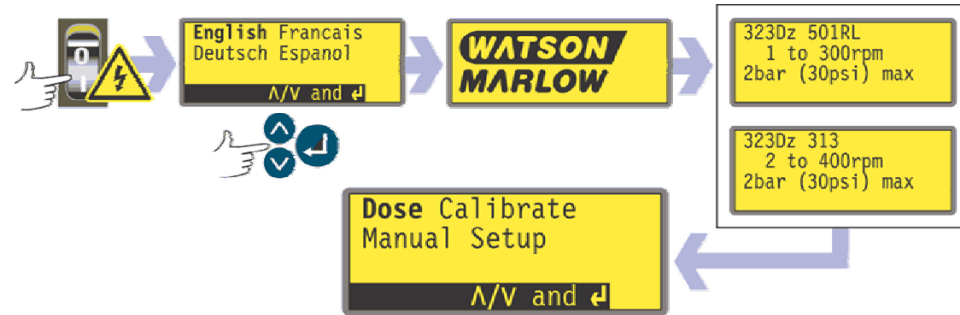 0
I
English Francais
Deutsch Espanol
Λ/V and ↲
WATSON
MARLOW
323Dz 501RL
1 to 300rpm
2bar (30psi) max
323Dz 313
2 to 400rpm
2bar (30psi) max
Dose Calibrate
Manual Setup
Λ/V and ↲